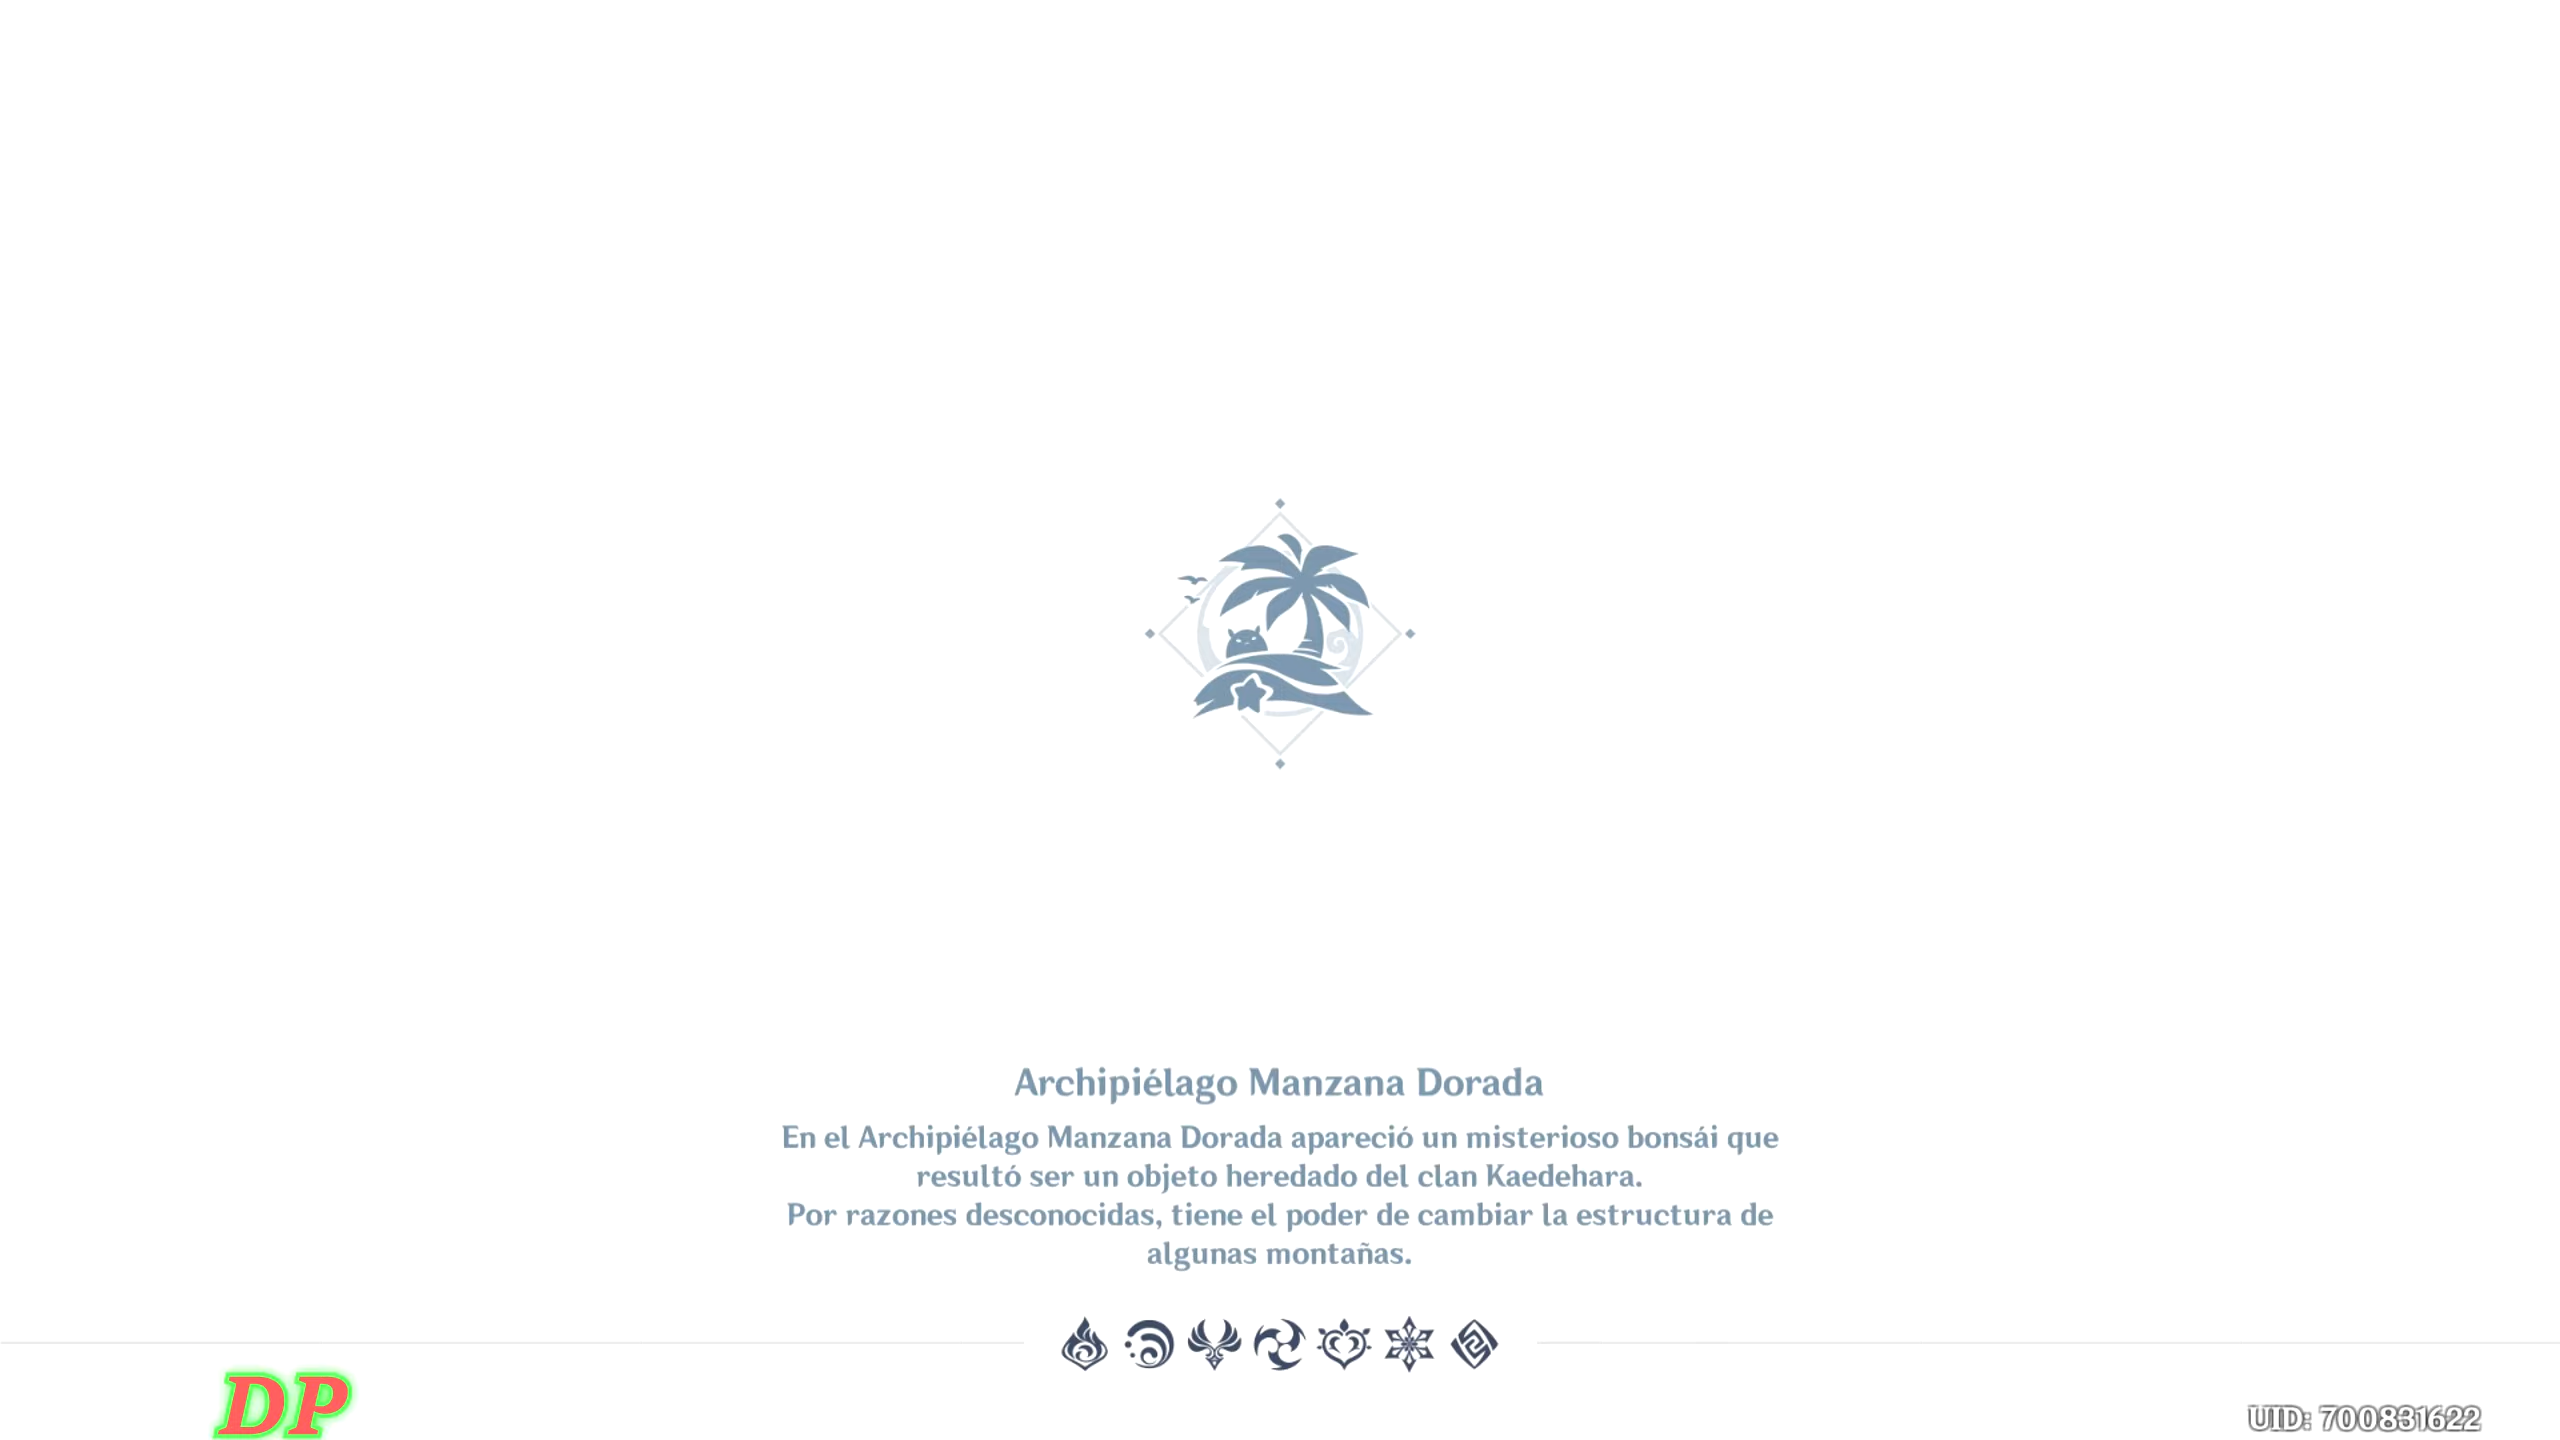 Archipiélago Manzana Dorada
En el Archipiélago Manzana Dorada apareció un misterioso bonsái que
resultó ser un objeto heredado del clan Kaedehara.
Por razones desconocidas, tiene el poder de cambiar la estructura de
algunas montañas.
DP
UID: 700831622